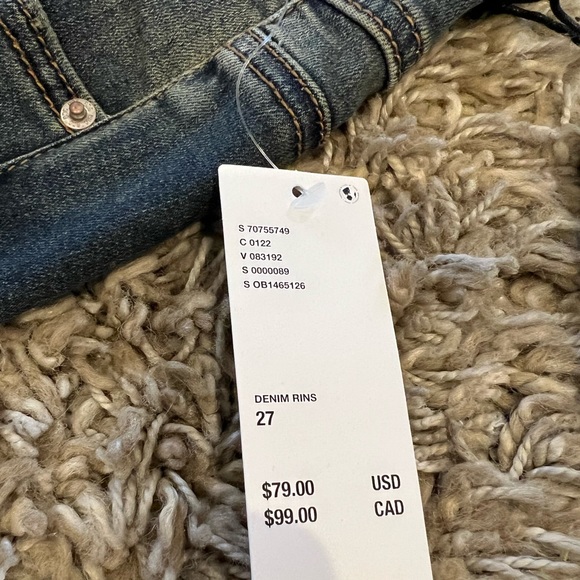 S 70755749
C 0122
V 083192
S 0000089
S OB1465126
DENIM RINS
27
$79.00 USD
$99.00 CAD